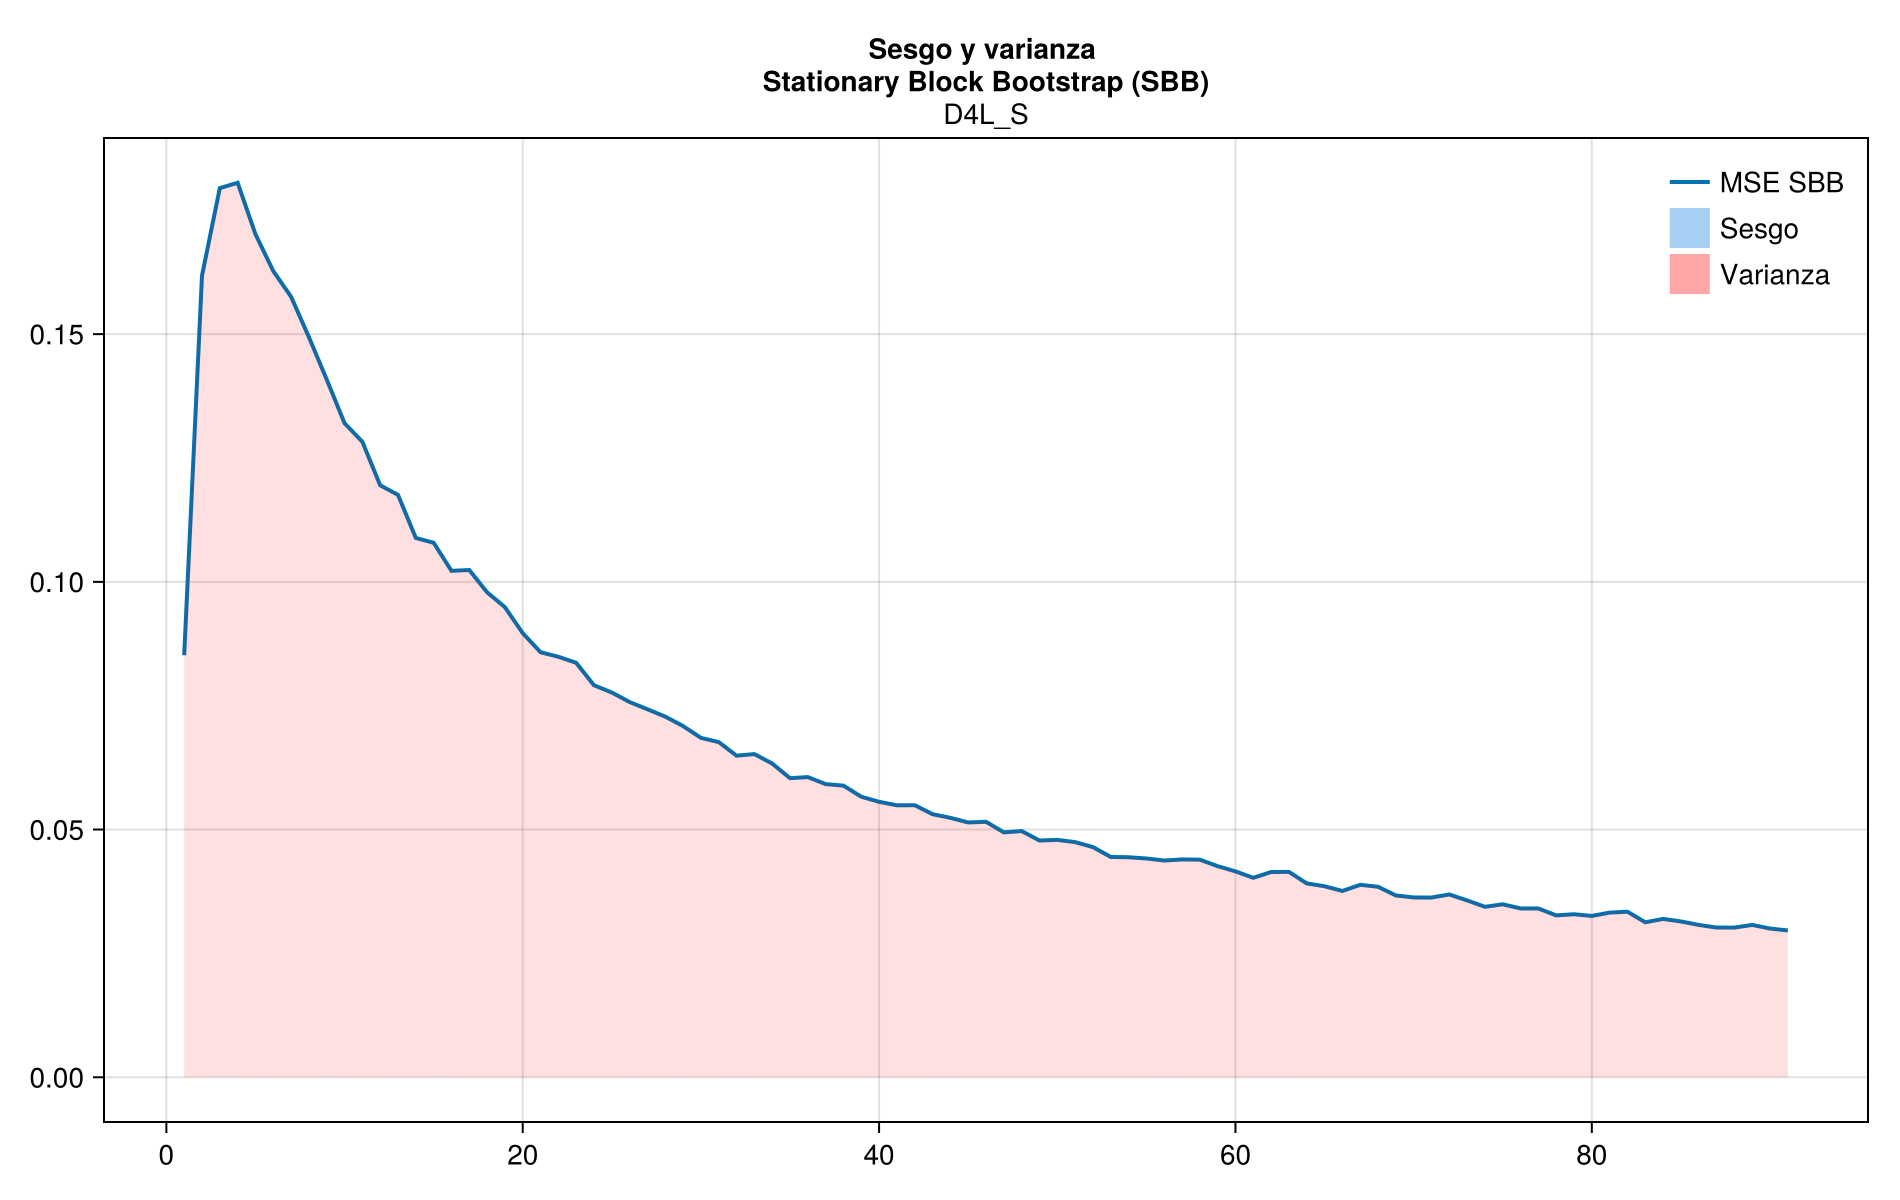 Sesgo y varianza
Stationary Block Bootstrap (SBB)
D4L_S
MSE SBB
Sesgo
Varianza
0.15
0.10
0.05
0.00
0 20 40 60 80